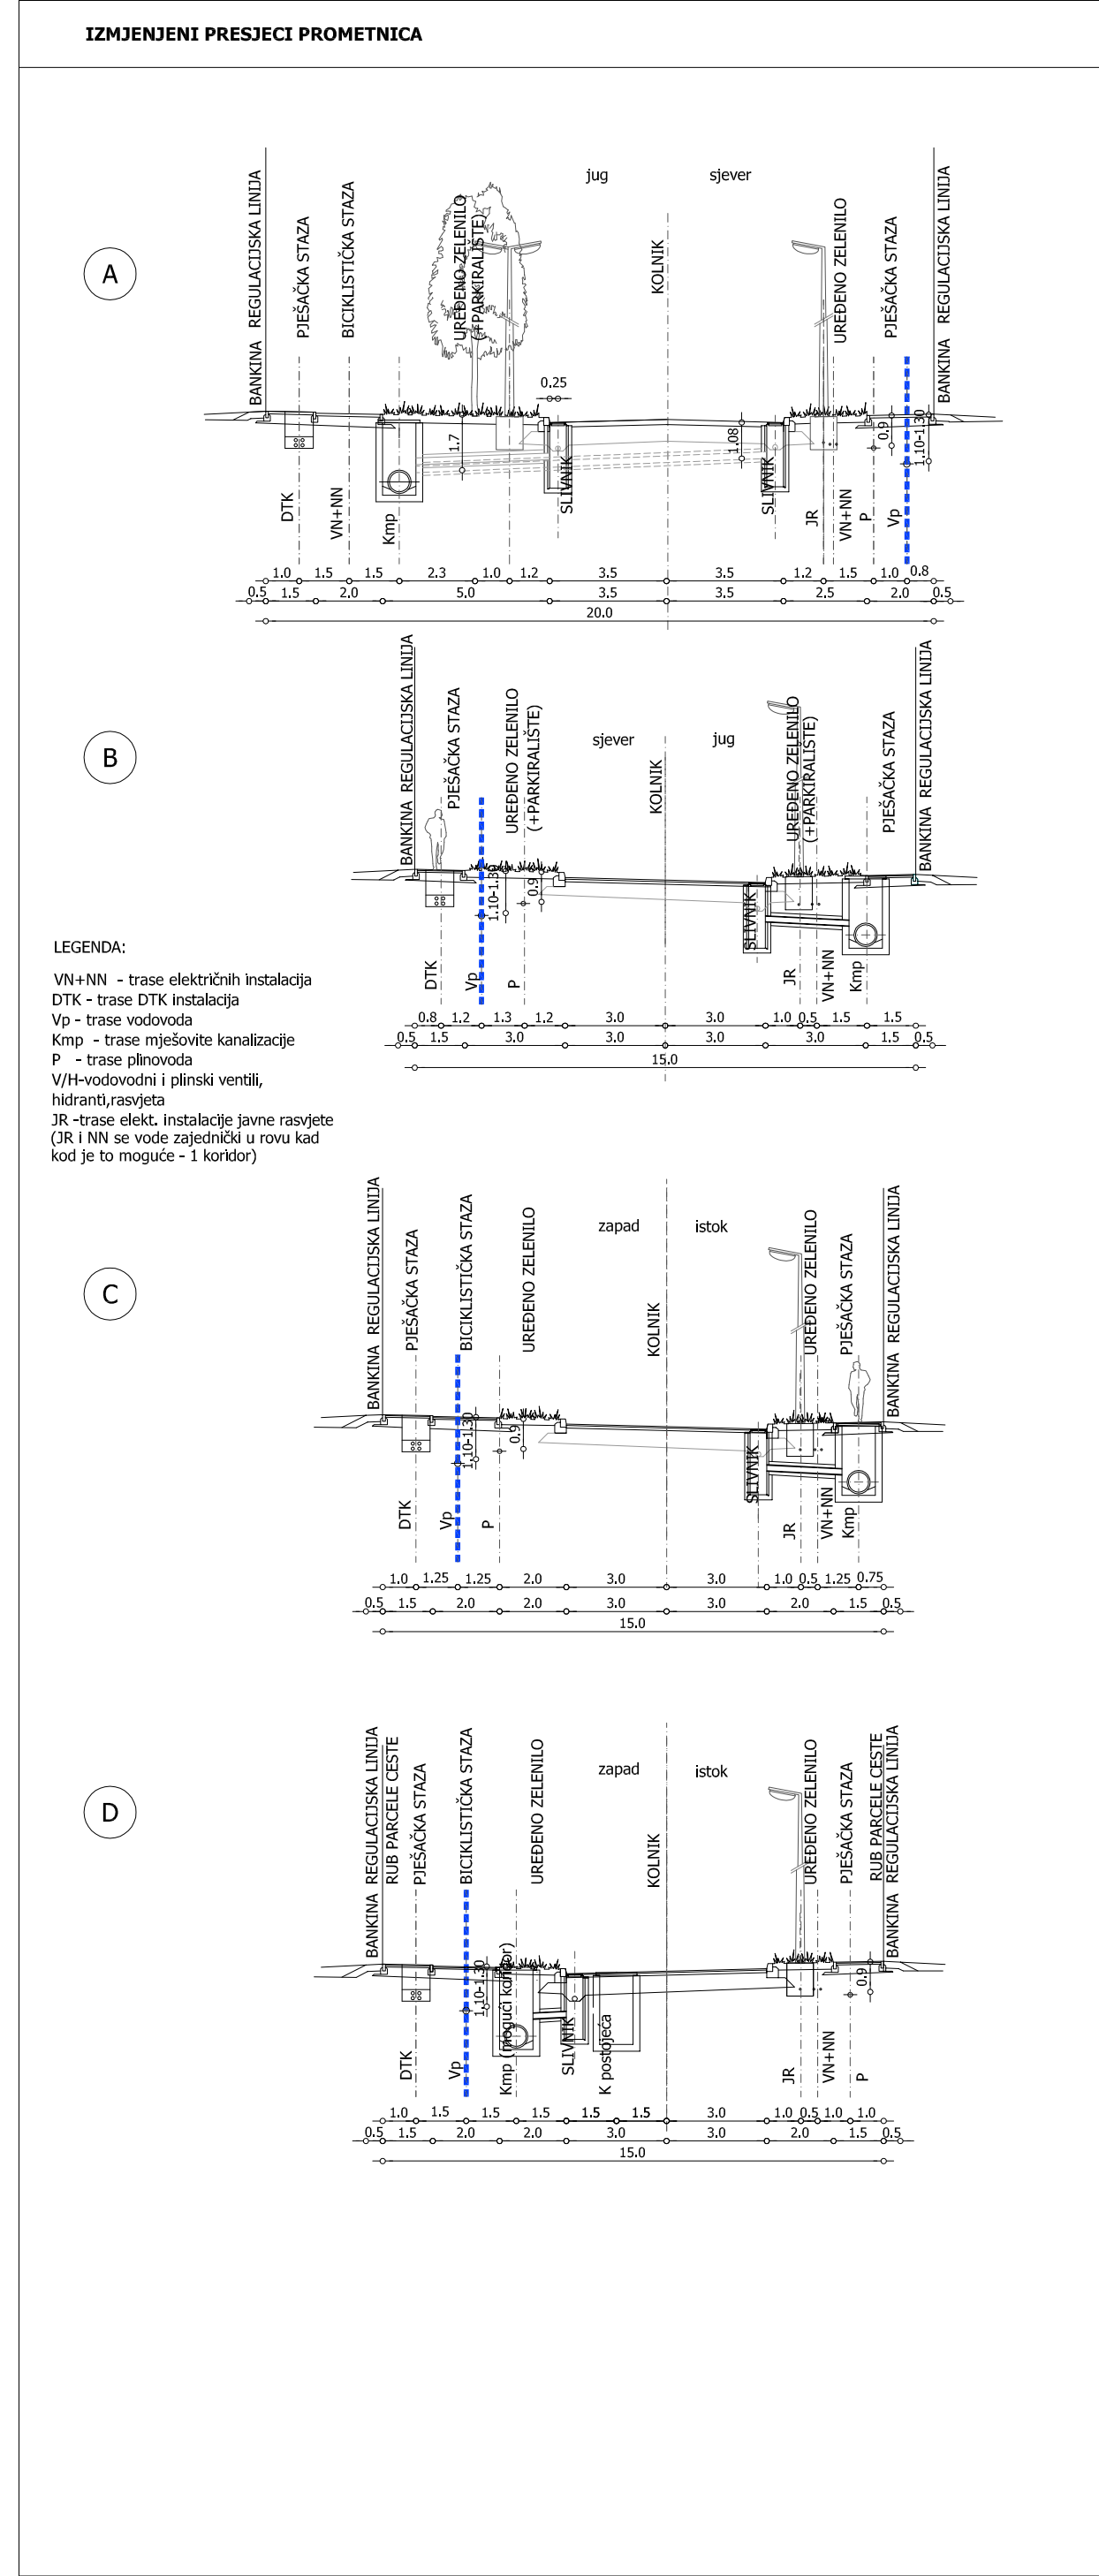 IZMJENJENI PRESJECI PROMETNICA
A
jug
sjever
BANKINA REGULACIJSKA LINIJA
PJEŠAČKA STAZA
BICIKLISTIČKA STAZA
UREĐENO ZELENILO
(+PARKIRALIŠTE)
KOLNIK
UREĐENO ZELENILO
PJEŠAČKA STAZA
BANKINA REGULACIJSKA LINIJA
0.25
1.7
1.08
0.9
1.10-1.30
DTK
VN+NN
Kmp
SLIVNIK
SLIVNIK
JR
VN+NN
P
Vp
1.0 1.5 1.5 2.3 1.0 1.2 3.5 3.5 1.2 1.5 1.0 0.8
0.5 1.5 2.0 5.0 3.5 3.5 2.5 2.0 0.5
20.0
B
sjever
jug
BANKINA REGULACIJSKA LINIJA
PJEŠAČKA STAZA
UREĐENO ZELENILO
(+PARKIRALIŠTE)
KOLNIK
UREĐENO ZELENILO
(+PARKIRALIŠTE)
PJEŠAČKA STAZA
BANKINA REGULACIJSKA LINIJA
1.10-1.30
0.9
DTK
Vp
P
SLIVNIK
JR
VN+NN
Kmp
0.8 1.2 1.3 1.2 3.0 3.0 1.0 0.5 1.5 1.5
0.5 1.5 3.0 3.0 3.0 3.0 1.5 0.5
15.0
LEGENDA:
VN+NN - trase električnih instalacija
DTK - trase DTK instalacija
Vp - trase vodovoda
Kmp - trase mješovite kanalizacije
P - trase plinovoda
V/H-vodovodni i plinski ventili,
hidranti,rasvjeta
JR -trase elekt. instalacije javne rasvjete
(JR i NN se vode zajednički u rovu kad
kod je to moguće - 1 koridor)
C
zapad
istok
BANKINA REGULACIJSKA LINIJA
PJEŠAČKA STAZA
BICIKLISTIČKA STAZA
UREĐENO ZELENILO
KOLNIK
UREĐENO ZELENILO
PJEŠAČKA STAZA
BANKINA REGULACIJSKA LINIJA
1.10-1.30
0.9
DTK
Vp
P
SLIVNIK
JR
VN+NN
Kmp
1.0 1.25 1.25 2.0 3.0 3.0 1.0 0.5 1.25 0.75
0.5 1.5 2.0 2.0 3.0 3.0 2.0 1.5 0.5
15.0
D
zapad
istok
BANKINA REGULACIJSKA LINIJA
RUB PARCELE CESTE
PJEŠAČKA STAZA
BICIKLISTIČKA STAZA
UREĐENO ZELENILO
KOLNIK
UREĐENO ZELENILO
PJEŠAČKA STAZA
RUB PARCELE CESTE
BANKINA REGULACIJSKA LINIJA
1.10-1.30
0.9
DTK
Vp
Kmp (mogući koridor)
SLIVNIK
K postojeća
JR
VN+NN
P
1.0 1.5 1.5 1.5 1.5 1.5 3.0 1.0 0.5 1.0 1.0
0.5 1.5 2.0 2.0 3.0 3.0 2.0 1.5 0.5
15.0